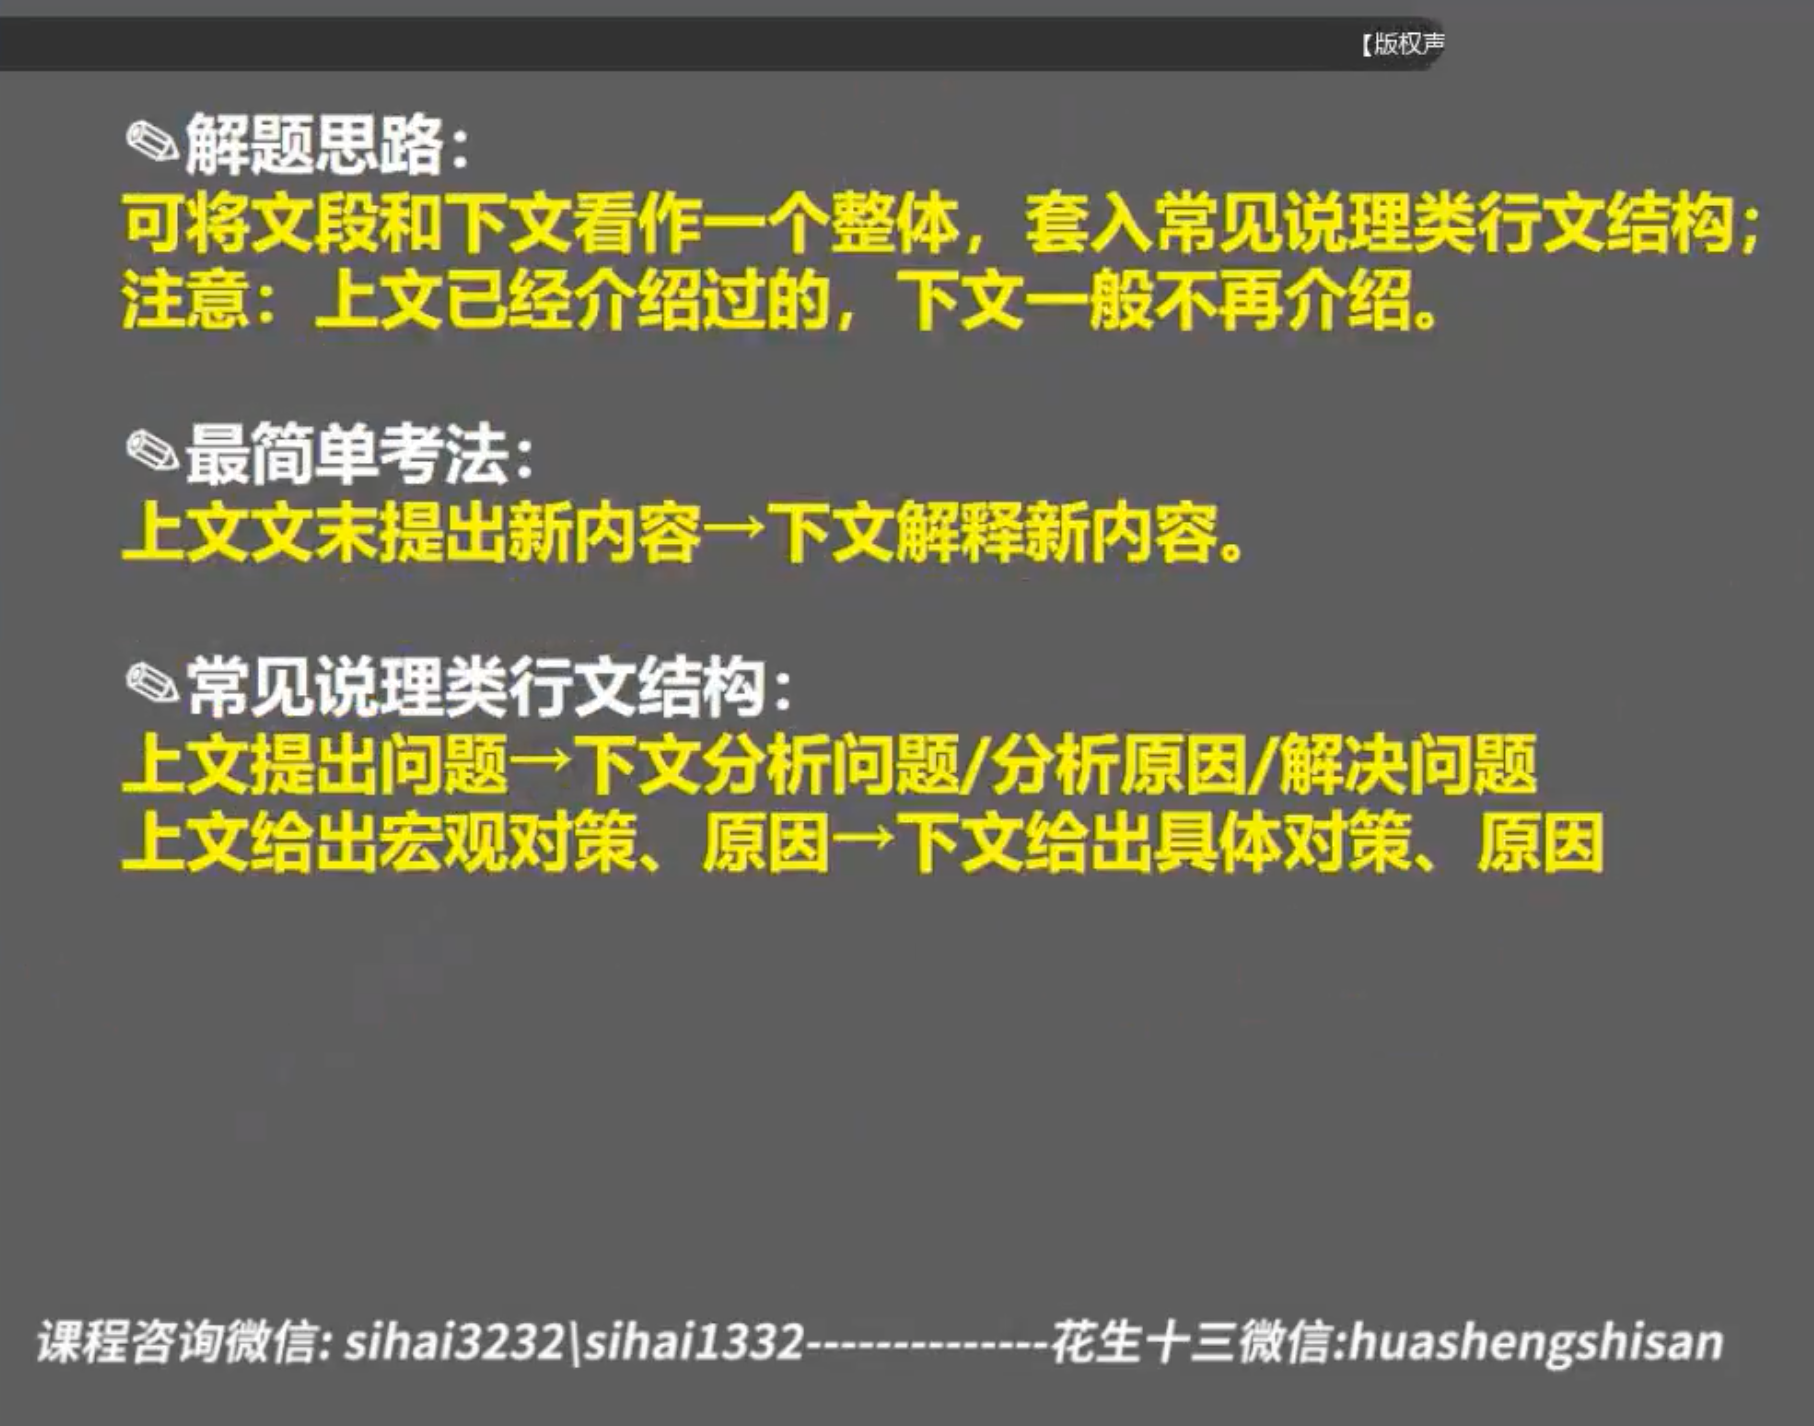 【版权声
✎解题思路：
可将文段和下文看作一个整体，套入常见说理类行文结构；
注意：上文已经介绍过的，下文一般不再介绍。
✎最简单考法：
上文文末提出新内容→下文解释新内容。
✎常见说理类行文结构：
上文提出问题→下文分析问题/分析原因/解决问题
上文给出宏观对策、原因→下文给出具体对策、原因
课程咨询微信: sihai3232\sihai1332--------------花生十三微信:huashengshisan